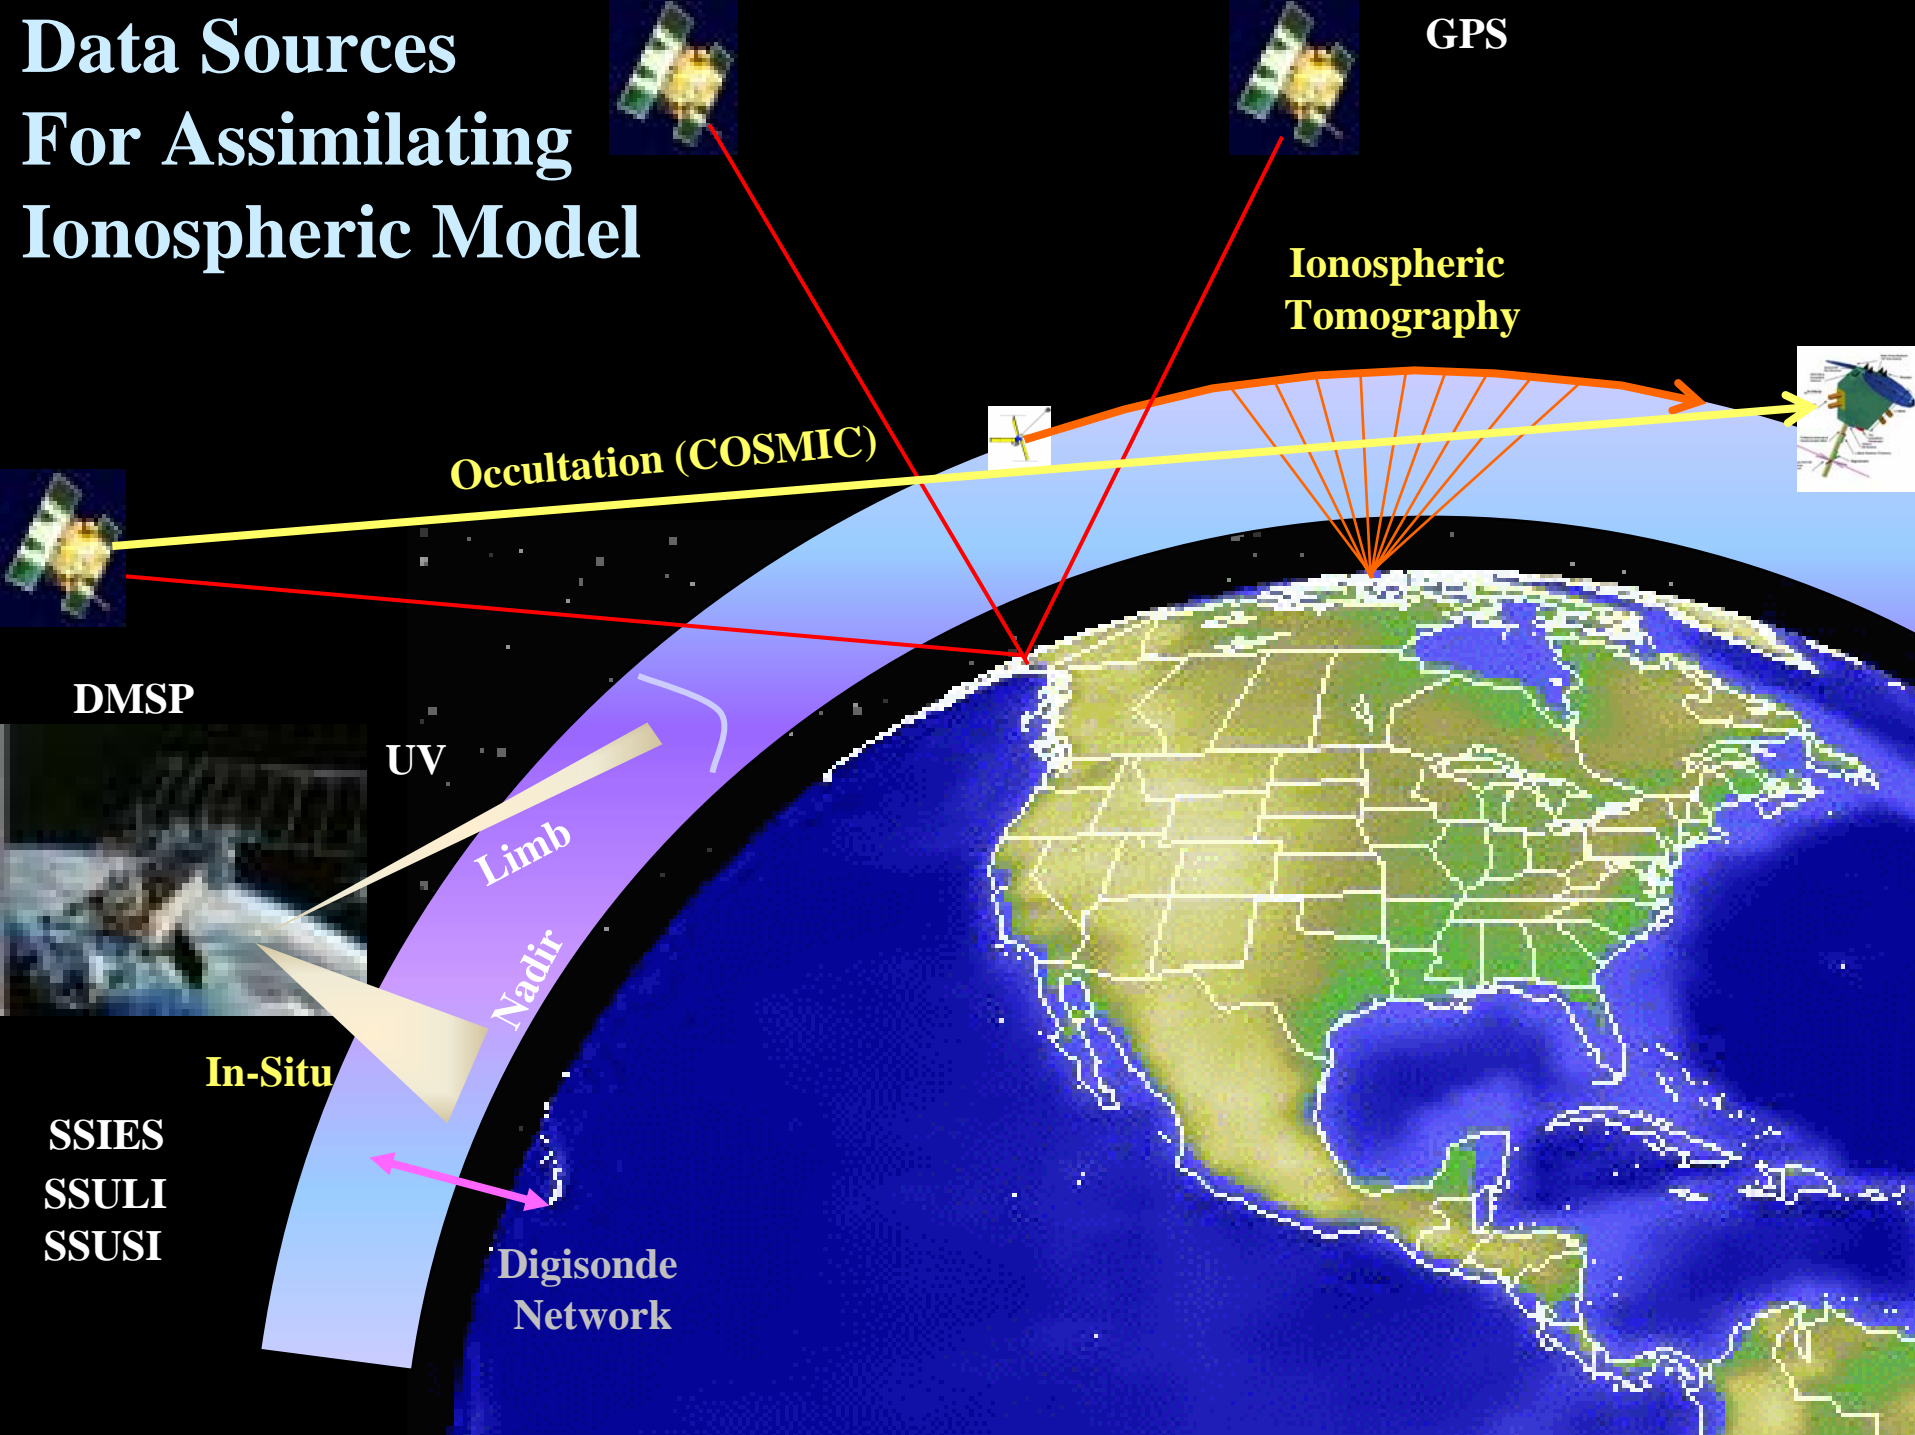 Data Sources
For Assimilating
Ionospheric Model
GPS
Ionospheric
Tomography
Occultation (COSMIC)
DMSP
UV
Limb
Nadir
In-Situ
SSIES
SSULI
SSUSI
Digisonde
Network